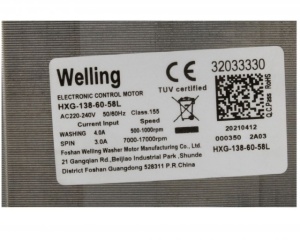 Welling
ELECTRONIC CONTROL MOTOR
HXG-138-60-58L
AC220-240V 50/60Hz Class 155
Current Input Speed
WASHING 4.0A 500-1000rpm
SPIN 3.0A 7000-17000rpm
Foshan Welling Washer Motor Manufacturing Co.,Ltd.
21 Gangqian Rd.,Beijiao Industrial Park ,Shunde
District Foshan Guangdong 528311 P.R.China
CE
TUV certified
32033330
RoHS
Q.C.Pass
20210412
000350 2A03
HXG-138-60-58L